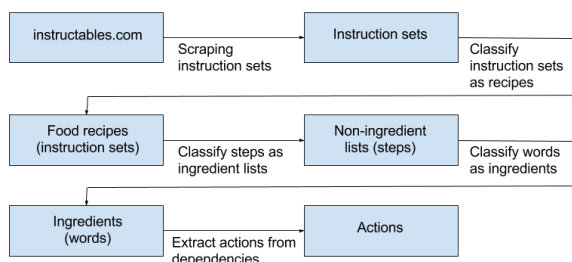 instructables.com
Scraping
instruction sets
Instruction sets
Classify
instruction sets
as recipes
Food recipes
(instruction sets)
Classify steps as
ingredient lists
Non-ingredient
lists (steps)
Classify words
as ingredients
Ingredients
(words)
Extract actions from
dependencies
Actions